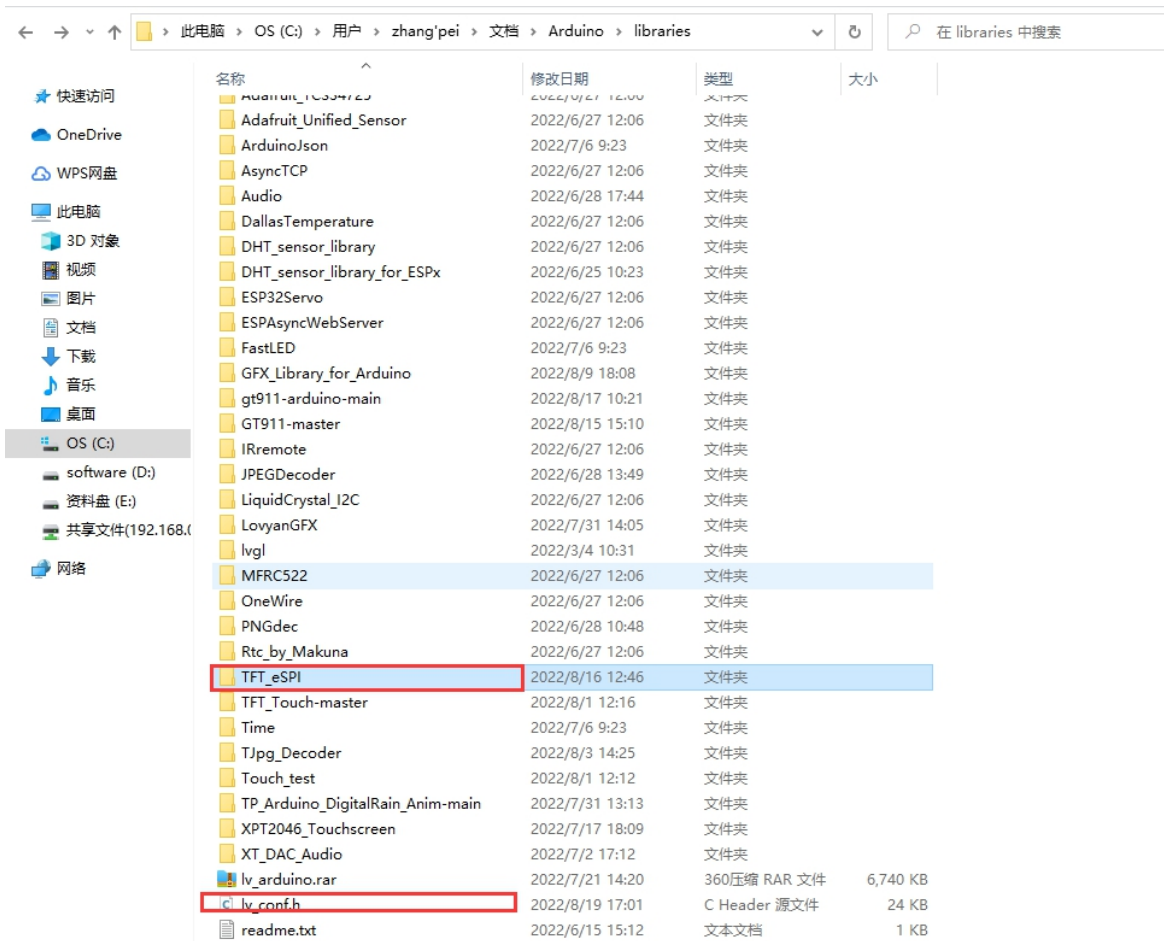 此电脑 › OS (C:) › 用户 › zhang'pei › 文档 › Arduino › libraries
在 libraries 中搜索
名称 修改日期 类型 大小
快速访问
OneDrive
WPS网盘
此电脑
3D 对象
视频
图片
文档
下载
音乐
桌面
OS (C:)
software (D:)
资料盘 (E:)
共享文件(192.168.
网络
Adafruit_TCS34725 2022/6/27 12:06 文件夹
Adafruit_Unified_Sensor 2022/6/27 12:06 文件夹
ArduinoJson 2022/7/6 9:23 文件夹
AsyncTCP 2022/6/27 12:06 文件夹
Audio 2022/6/28 17:44 文件夹
DallasTemperature 2022/6/27 12:06 文件夹
DHT_sensor_library 2022/6/27 12:06 文件夹
DHT_sensor_library_for_ESPx 2022/6/25 10:23 文件夹
ESP32Servo 2022/6/27 12:06 文件夹
ESPAsyncWebServer 2022/6/27 12:06 文件夹
FastLED 2022/7/6 9:23 文件夹
GFX_Library_for_Arduino 2022/8/9 18:08 文件夹
gt911-arduino-main 2022/8/17 10:21 文件夹
GT911-master 2022/8/15 15:10 文件夹
IRremote 2022/6/27 12:06 文件夹
JPEGDecoder 2022/6/28 13:49 文件夹
LiquidCrystal_I2C 2022/6/27 12:06 文件夹
LovyanGFX 2022/7/31 14:05 文件夹
lvgl 2022/3/4 10:31 文件夹
MFRC522 2022/6/27 12:06 文件夹
OneWire 2022/6/27 12:06 文件夹
PNGdec 2022/6/28 10:48 文件夹
Rtc_by_Makuna 2022/6/27 12:06 文件夹
TFT_eSPI 2022/8/16 12:46 文件夹
TFT_Touch-master 2022/8/1 12:16 文件夹
Time 2022/7/6 9:23 文件夹
TJpg_Decoder 2022/8/3 14:25 文件夹
Touch_test 2022/8/1 12:12 文件夹
TP_Arduino_DigitalRain_Anim-main 2022/7/31 13:13 文件夹
XPT2046_Touchscreen 2022/7/17 18:09 文件夹
XT_DAC_Audio 2022/7/2 17:12 文件夹
lv_arduino.rar 2022/7/21 14:20 360压缩 RAR 文件 6,740 KB
lv_conf.h 2022/8/19 17:01 C Header 源文件 24 KB
readme.txt 2022/6/15 15:12 文本文档 1 KB